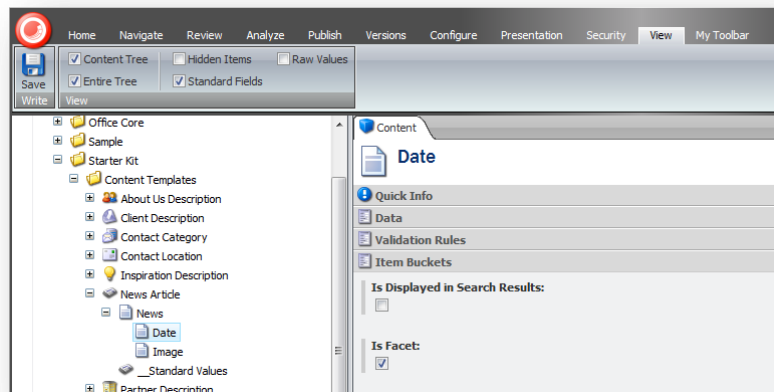 Home Navigate Review Analyze Publish Versions Configure Presentation Security View My Toolbar
Content Tree Hidden Items Raw Values
Save Entire Tree Standard Fields
Write View
Office Core
Sample
Starter Kit
Content Templates
About Us Description
Client Description
Contact Category
Contact Location
Inspiration Description
News Article
News
Date
Image
__Standard Values
Partner Description
Content
Date
Quick Info
Data
Validation Rules
Item Buckets
Is Displayed in Search Results:
Is Facet: